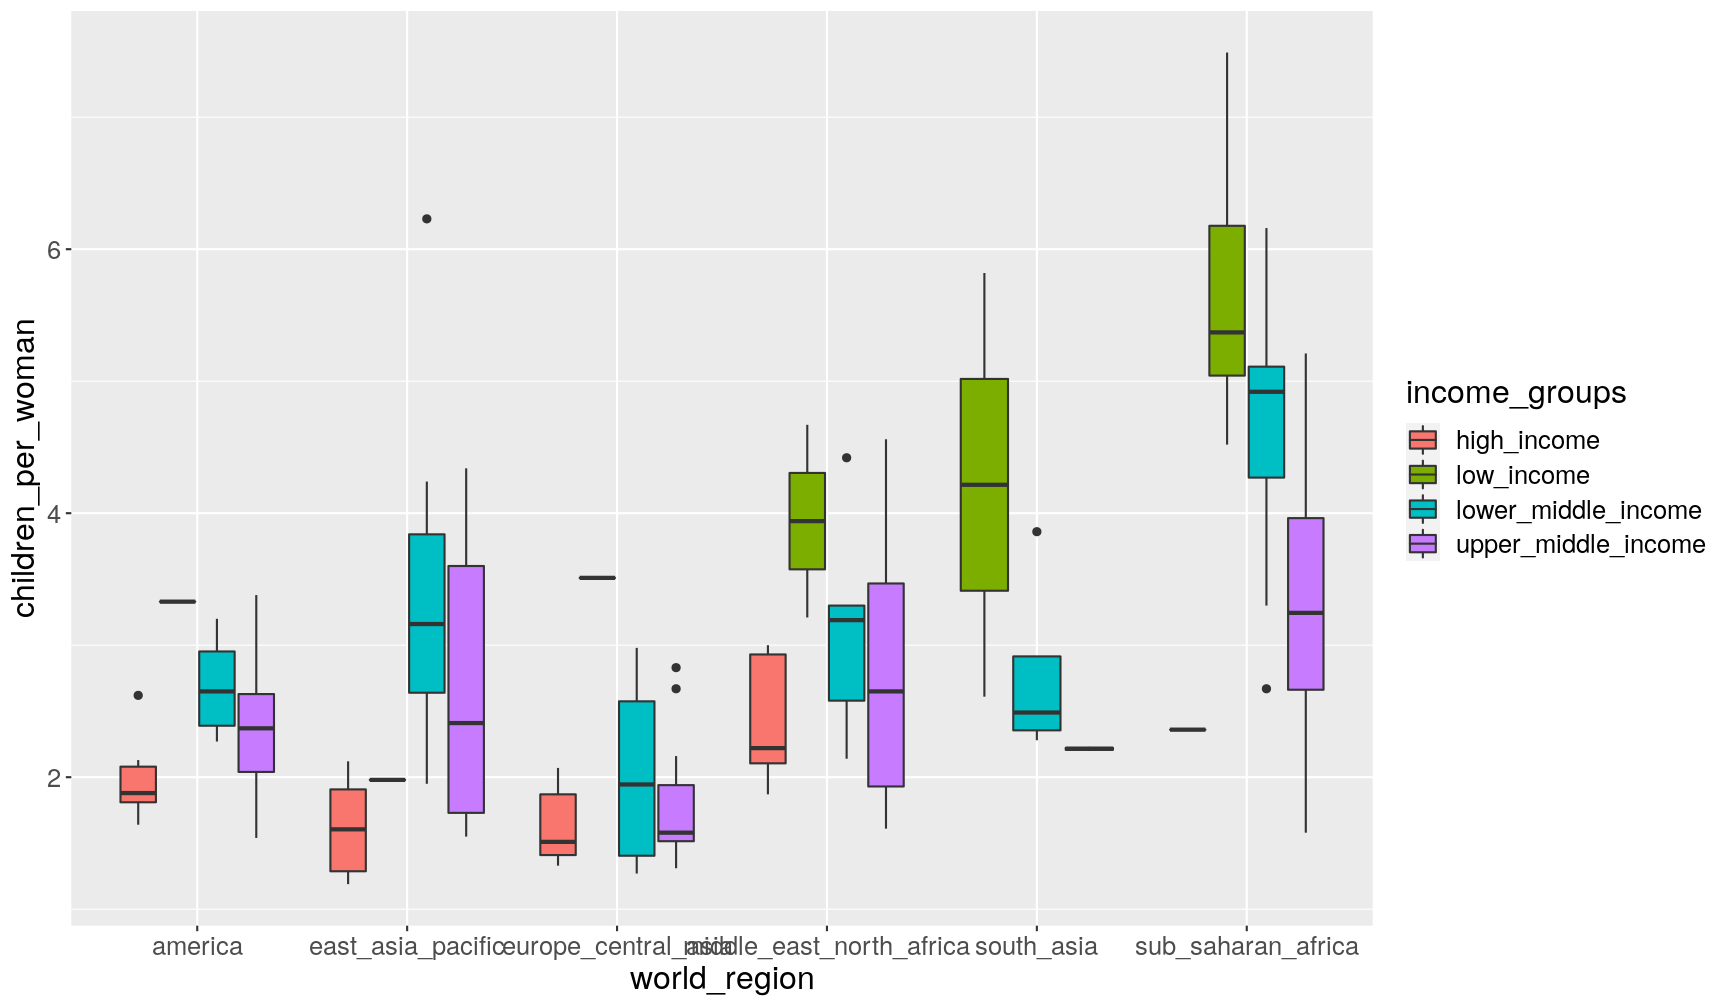 children_per_woman
6
4
2
america
east_asia_pacific
europe_central_asia
middle_east_north_africa
south_asia
sub_saharan_africa
world_region
income_groups
high_income
low_income
lower_middle_income
upper_middle_income